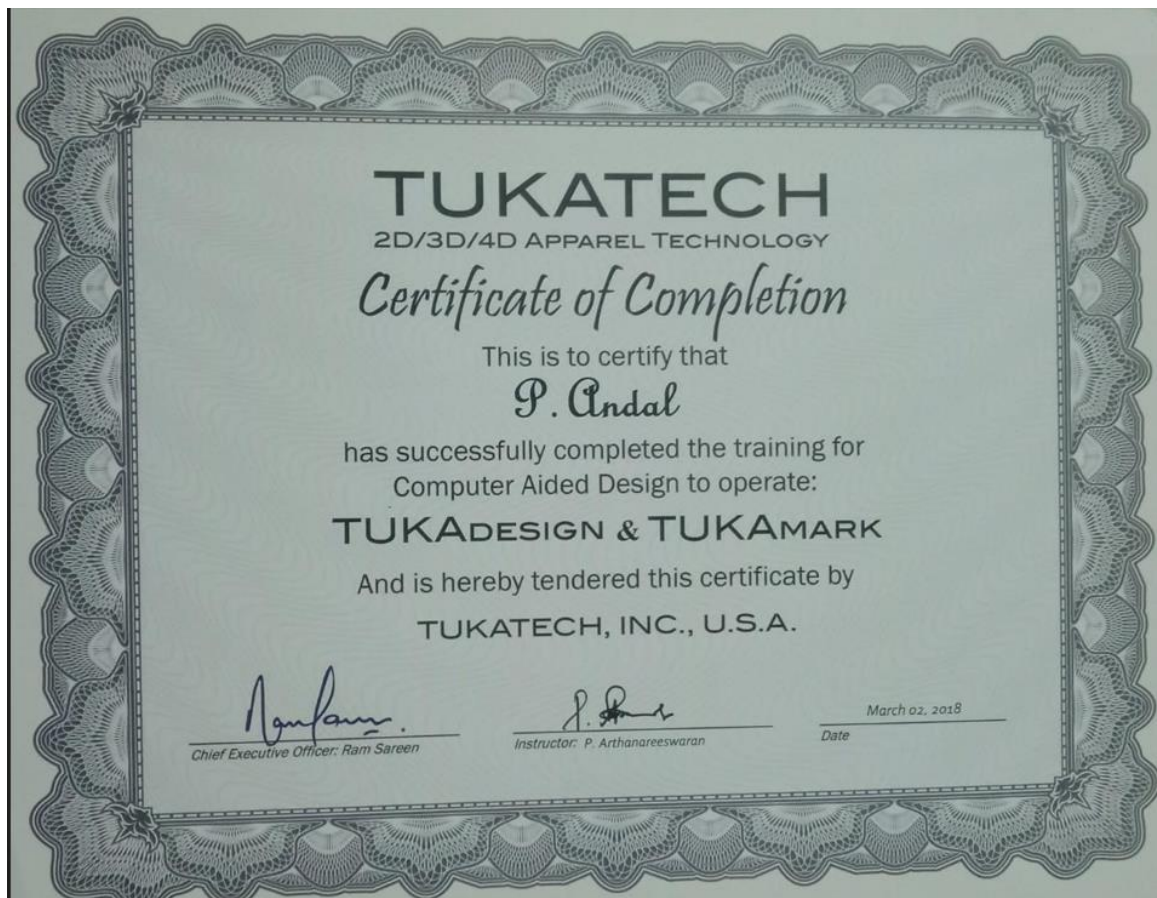 TUKATECH
2D/3D/4D APPAREL TECHNOLOGY
Certificate of Completion
This is to certify that
P. Andal
has successfully completed the training for
Computer Aided Design to operate:
TUKADESIGN & TUKAMARK
And is hereby tendered this certificate by
TUKATECH, INC., U.S.A.
March 02, 2018
Chief Executive Officer: Ram Sareen
Instructor: P. Arthanareeswaran
Date